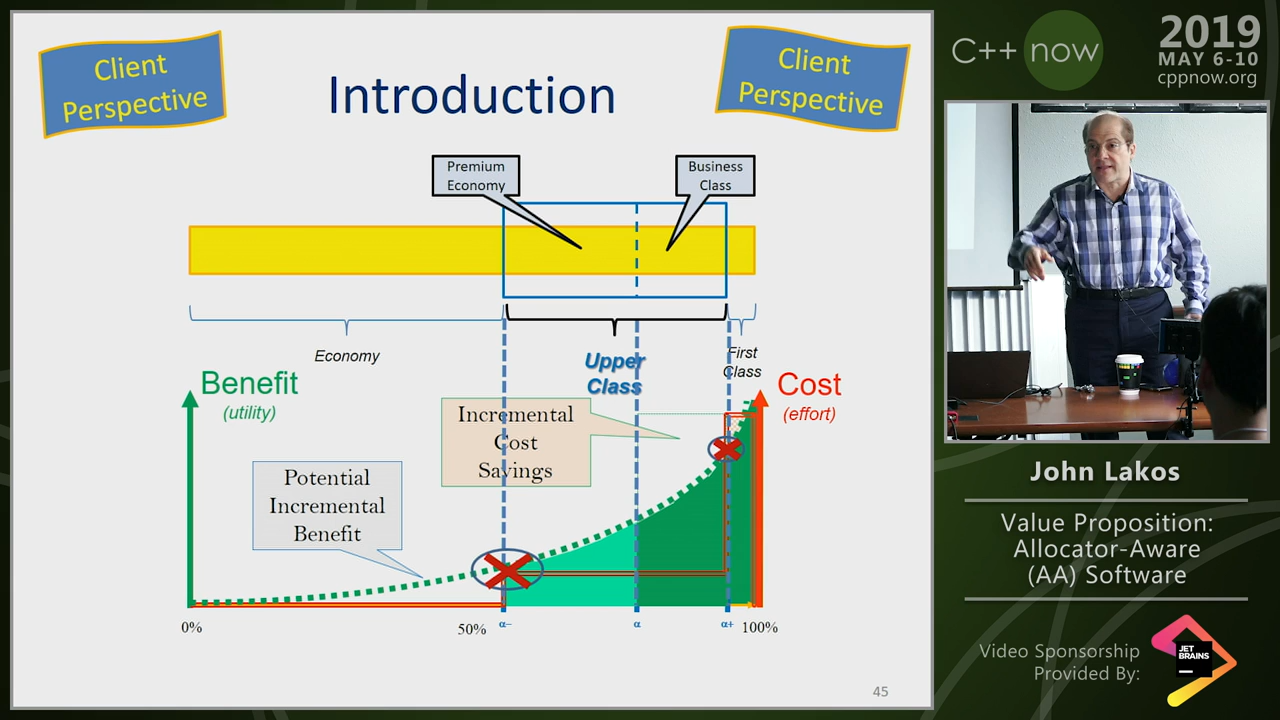 Client
Perspective
Introduction
Client
Perspective
Premium
Economy
Business
Class
Economy
Upper
Class
First
Class
Benefit
(utility)
Cost
(effort)
Incremental
Cost
Savings
Potential
Incremental
Benefit
0%
50%
α–
α
α+
100%
45
C++ now
2019
MAY 6-10
cppnow.org
John Lakos
Value Proposition:
Allocator-Aware
(AA) Software
Video Sponsorship
Provided By:
JET
BRAINS